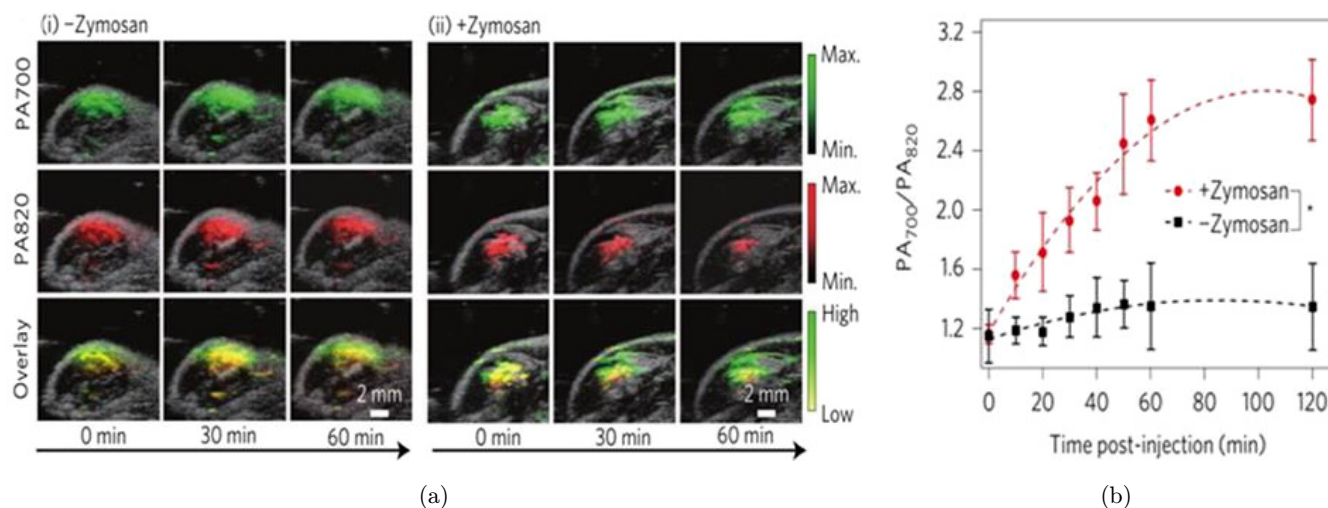 (i) −Zymosan
(ii) +Zymosan
PA700
PA820
Overlay
Max.
Min.
Max.
Min.
High
Low
2 mm
2 mm
0 min
30 min
60 min
0 min
30 min
60 min
(a)
3.2
2.8
2.4
2.0
1.6
1.2
PA700/PA820
+Zymosan
−Zymosan
*
0
20
40
60
80
100
120
Time post-injection (min)
(b)